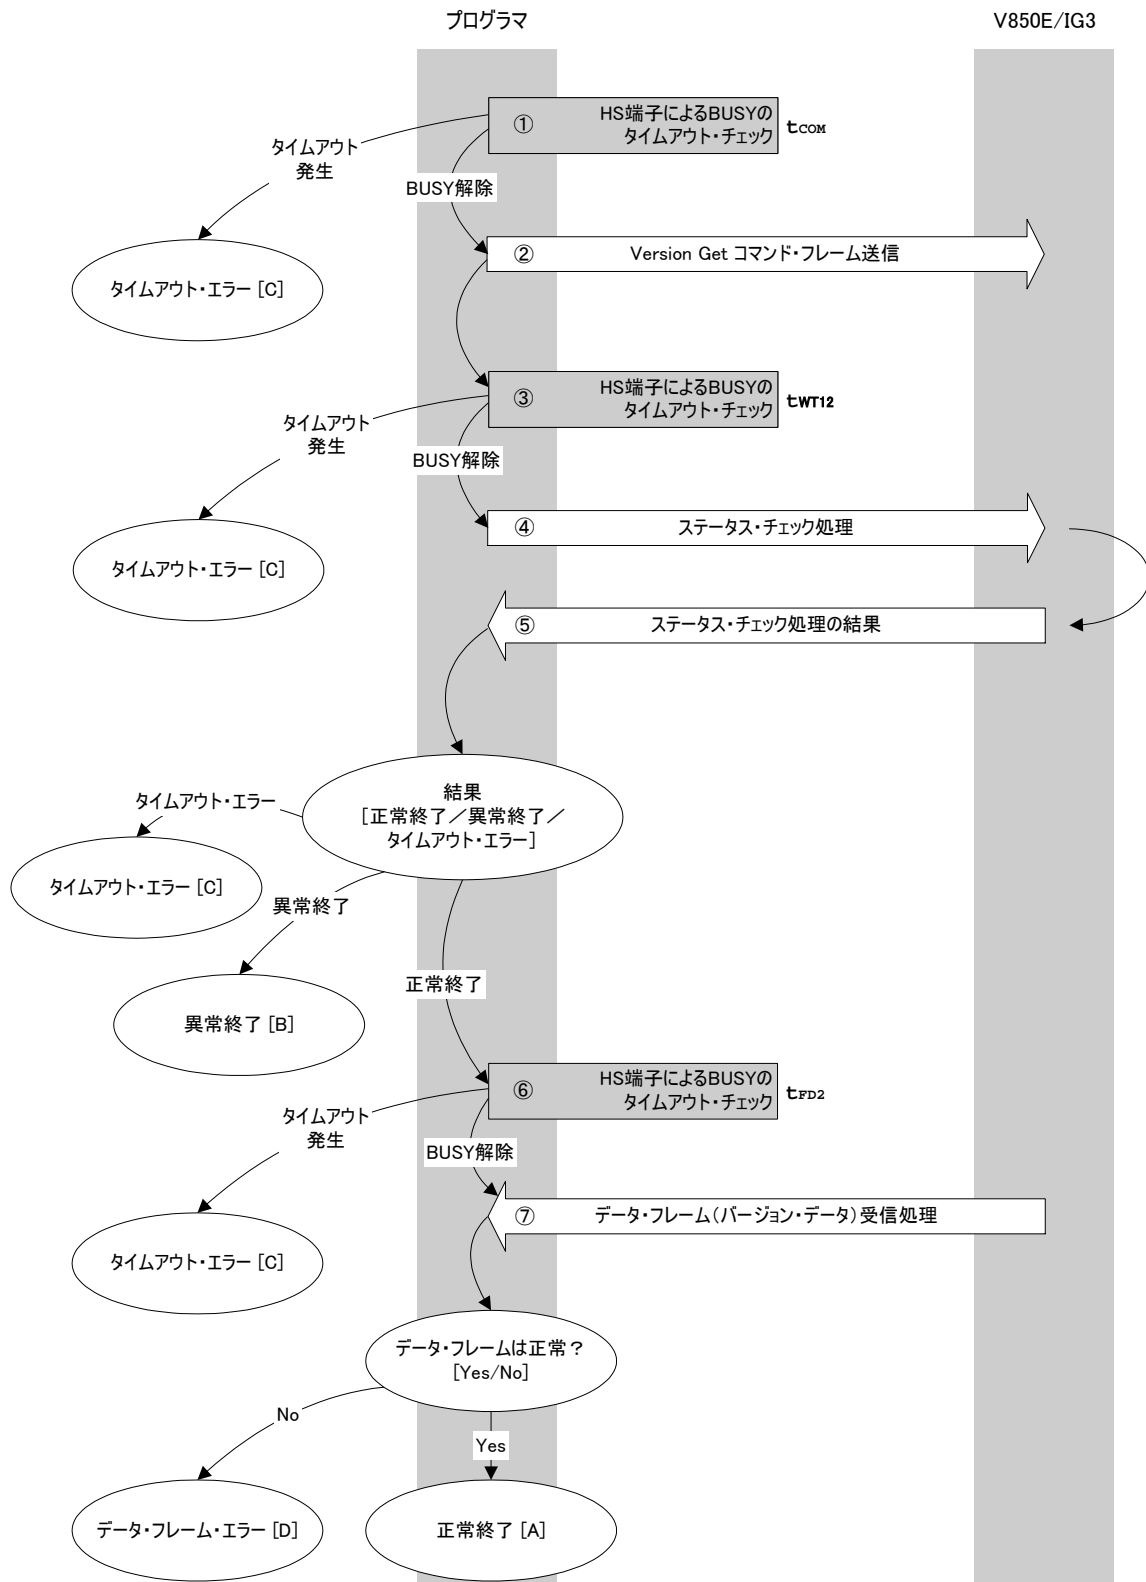 プログラマ
V850E/IG3
①
HS端子によるBUSYの
タイムアウト・チェック
tCOM
タイムアウト
発生
BUSY解除
②
Version Get コマンド・フレーム送信
タイムアウト・エラー [C]
③
HS端子によるBUSYの
タイムアウト・チェック
tWT12
タイムアウト
発生
BUSY解除
④
ステータス・チェック処理
タイムアウト・エラー [C]
⑤
ステータス・チェック処理の結果
結果
[正常終了／異常終了／
タイムアウト・エラー]
タイムアウト・エラー
タイムアウト・エラー [C]
異常終了
正常終了
異常終了 [B]
⑥
HS端子によるBUSYの
タイムアウト・チェック
tFD2
タイムアウト
発生
BUSY解除
⑦
データ・フレーム（バージョン・データ）受信処理
タイムアウト・エラー [C]
データ・フレームは正常？
[Yes/No]
No
Yes
データ・フレーム・エラー [D]
正常終了 [A]